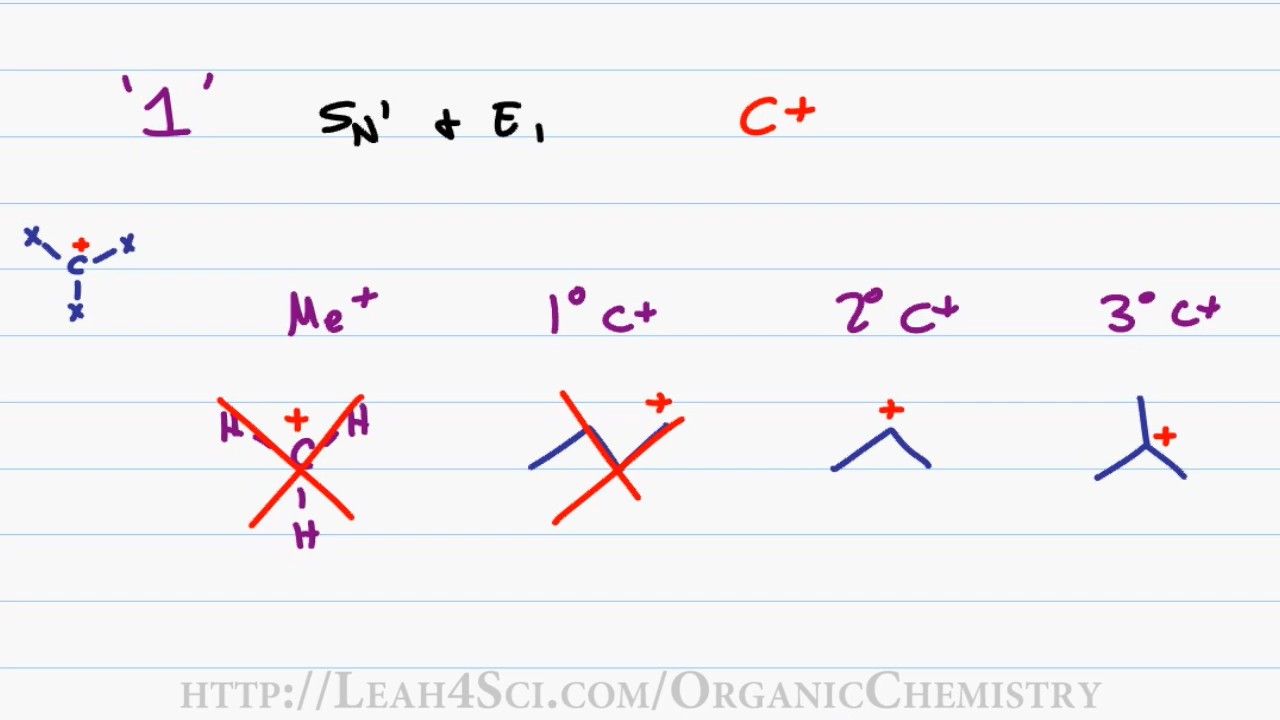 '1' SN1 & E1 C+
x + x
C
x
Me+ 1° C+ 2° C+ 3° C+
+ + + +
H H
C
H
HTTP://LEAH4SCI.COM/ORGANICCHEMISTRY